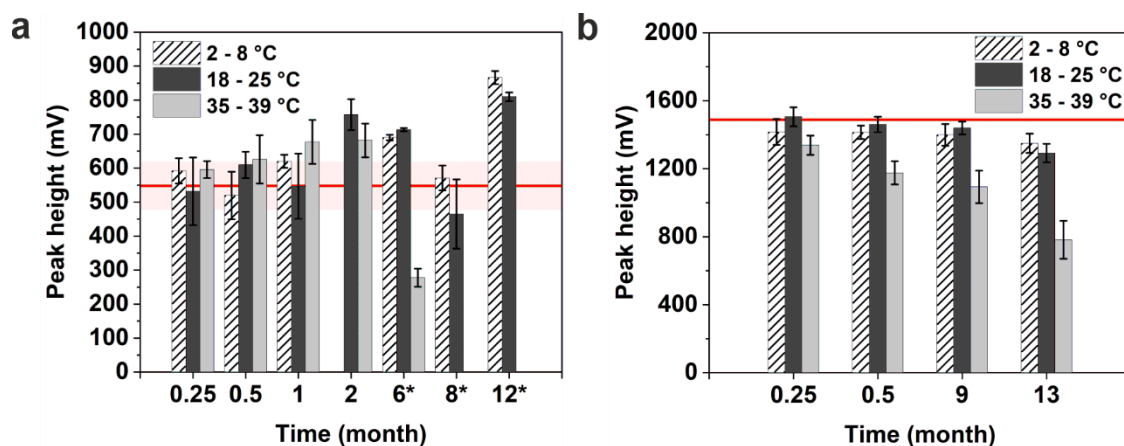 a
1000
900
800
700
600
500
400
300
200
100
0
Peak height (mV)
2 - 8 °C
18 - 25 °C
35 - 39 °C
0.25 0.5 1 2 6* 8* 12*
Time (month)
b
2000
1600
1200
800
400
0
Peak height (mV)
2 - 8 °C
18 - 25 °C
35 - 39 °C
0.25 0.5 9 13
Time (month)